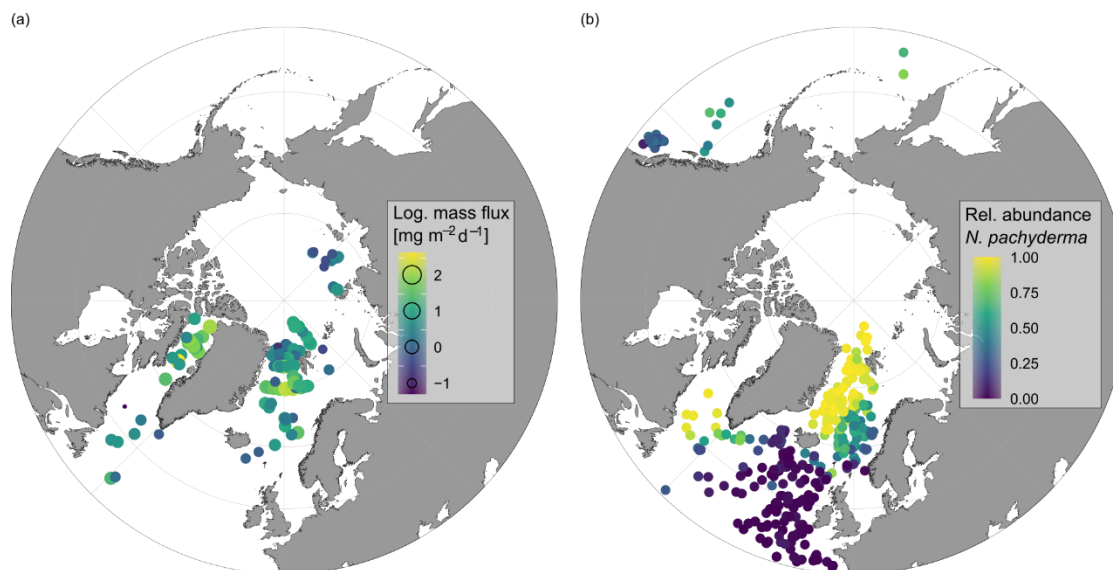 (a)
(b)
Log. mass flux
[mg m⁻² d⁻¹]
2
1
0
−1
Rel. abundance
N. pachyderma
1.00
0.75
0.50
0.25
0.00